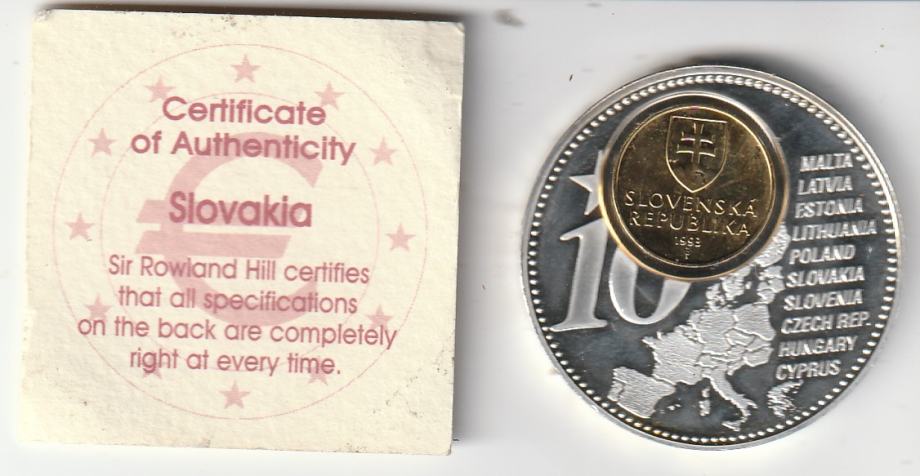 Certificate
of Authenticity
€
Slovakia
Sir Rowland Hill certifies
that all specifications
on the back are completely
right at every time.
SLOVENSKÁ
REPUBLIKA
1993
10
MALTA
LATVIA
ESTONIA
LITHUANIA
POLAND
SLOVAKIA
SLOVENIA
CZECH REP.
HUNGARY
CYPRUS